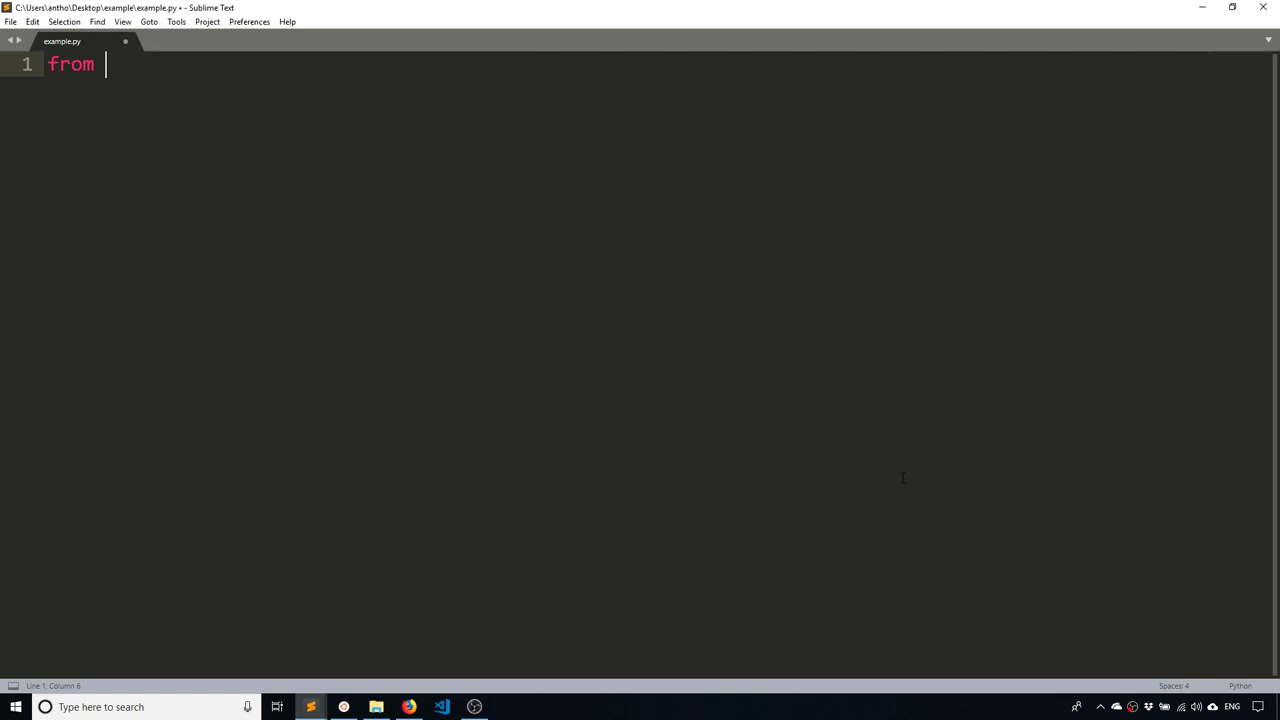 C:\Users\antho\Desktop\example\example.py • - Sublime Text
File Edit Selection Find View Goto Tools Project Preferences Help
example.py
1 from
Line 1, Column 6 Spaces: 4 Python
Type here to search ENG